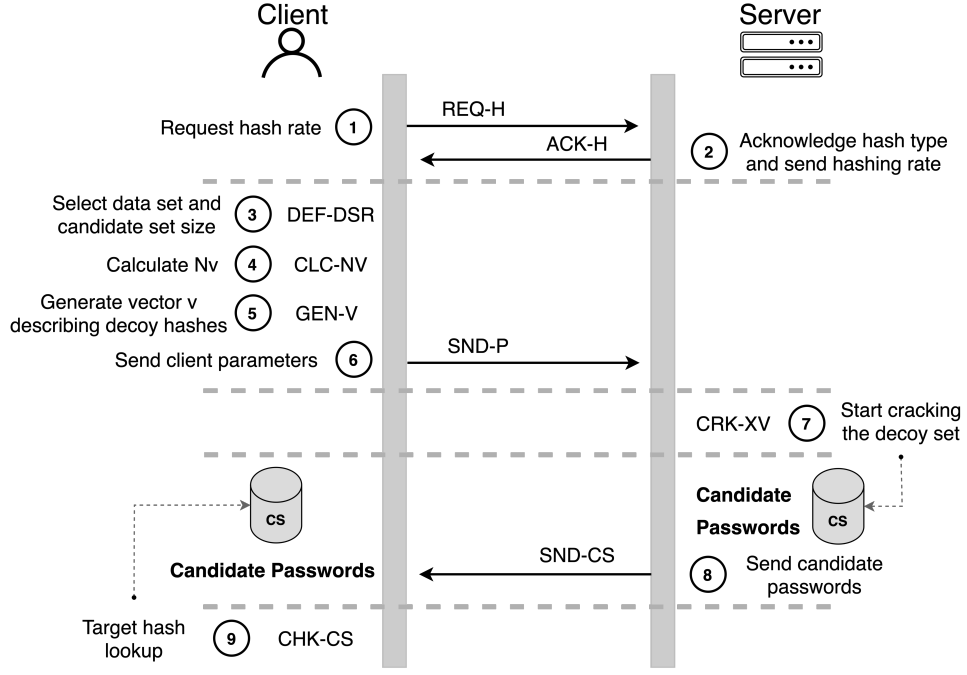 Client
Server
Request hash rate
1
REQ-H
ACK-H
2
Acknowledge hash type
and send hashing rate
Select data set and
candidate set size
3
DEF-DSR
Calculate Nv
4
CLC-NV
Generate vector v
describing decoy hashes
5
GEN-V
Send client parameters
6
SND-P
CRK-XV
7
Start cracking
the decoy set
CS
Candidate Passwords
Candidate
Passwords
CS
SND-CS
8
Send candidate
passwords
Target hash
lookup
9
CHK-CS